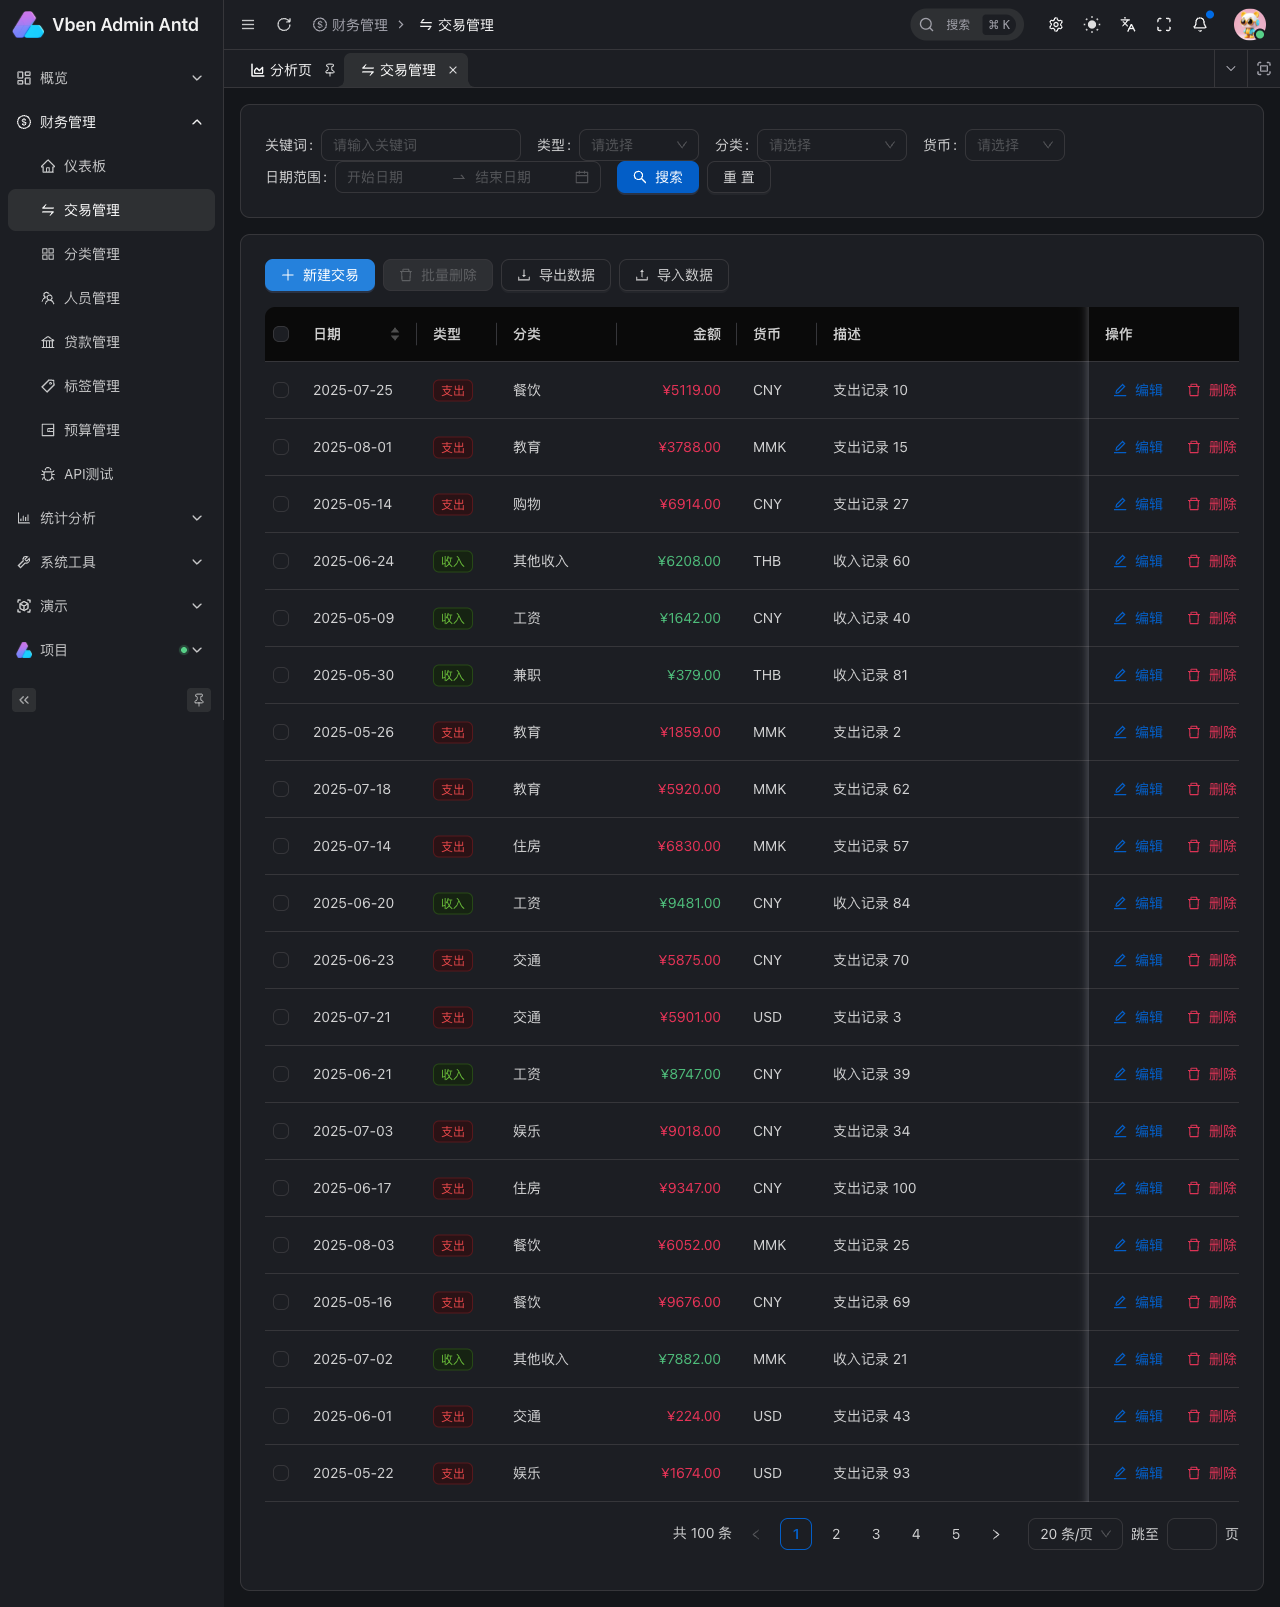 Vben Admin Antd
财务管理 > 交易管理
搜索 ⌘ K
概览
财务管理
仪表板
交易管理
分类管理
人员管理
贷款管理
标签管理
预算管理
API测试
统计分析
系统工具
演示
项目
分析页 交易管理
关键词: 请输入关键词 类型: 请选择 分类: 请选择 货币: 请选择
日期范围: 开始日期 → 结束日期 搜索 重 置
新建交易 批量删除 导出数据 导入数据
日期 类型 分类 金额 货币 描述 操作
2025-07-25 支出 餐饮 ¥5119.00 CNY 支出记录 10 编辑 删除
2025-08-01 支出 教育 ¥3788.00 MMK 支出记录 15 编辑 删除
2025-05-14 支出 购物 ¥6914.00 CNY 支出记录 27 编辑 删除
2025-06-24 收入 其他收入 ¥6208.00 THB 收入记录 60 编辑 删除
2025-05-09 收入 工资 ¥1642.00 CNY 收入记录 40 编辑 删除
2025-05-30 收入 兼职 ¥379.00 THB 收入记录 81 编辑 删除
2025-05-26 支出 教育 ¥1859.00 MMK 支出记录 2 编辑 删除
2025-07-18 支出 教育 ¥5920.00 MMK 支出记录 62 编辑 删除
2025-07-14 支出 住房 ¥6830.00 MMK 支出记录 57 编辑 删除
2025-06-20 收入 工资 ¥9481.00 CNY 收入记录 84 编辑 删除
2025-06-23 支出 交通 ¥5875.00 CNY 支出记录 70 编辑 删除
2025-07-21 支出 交通 ¥5901.00 USD 支出记录 3 编辑 删除
2025-06-21 收入 工资 ¥8747.00 CNY 收入记录 39 编辑 删除
2025-07-03 支出 娱乐 ¥9018.00 CNY 支出记录 34 编辑 删除
2025-06-17 支出 住房 ¥9347.00 CNY 支出记录 100 编辑 删除
2025-08-03 支出 餐饮 ¥6052.00 MMK 支出记录 25 编辑 删除
2025-05-16 支出 餐饮 ¥9676.00 CNY 支出记录 69 编辑 删除
2025-07-02 收入 其他收入 ¥7882.00 MMK 收入记录 21 编辑 删除
2025-06-01 支出 交通 ¥224.00 USD 支出记录 43 编辑 删除
2025-05-22 支出 娱乐 ¥1674.00 USD 支出记录 93 编辑 删除
共 100 条 < 1 2 3 4 5 > 20 条/页 跳至 页